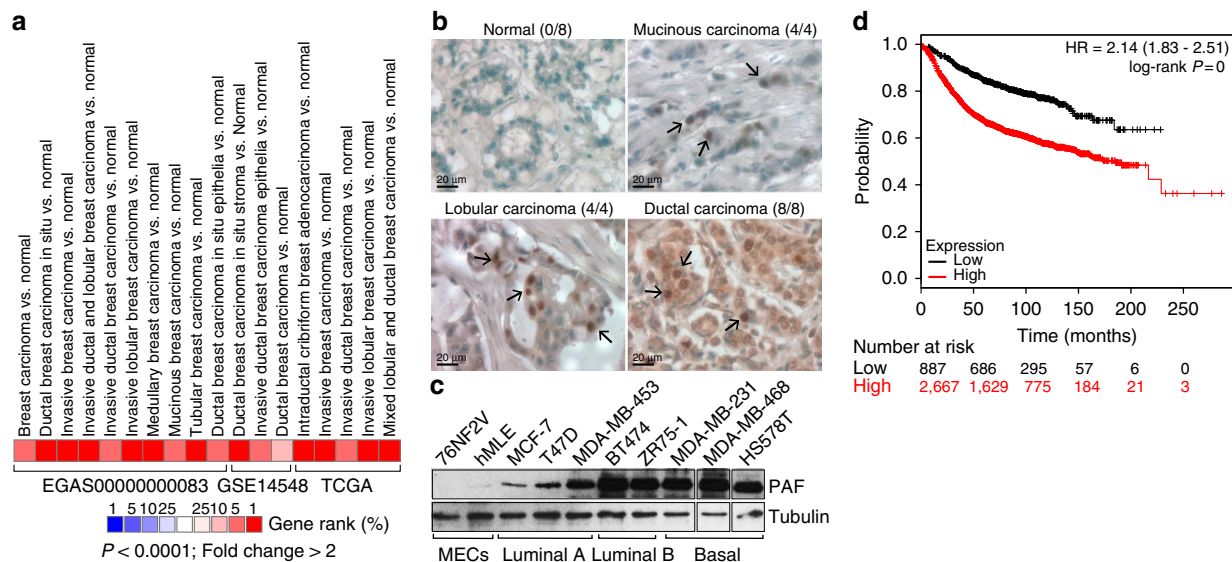 a
Breast carcinoma vs. normal
Ductal breast carcinoma in situ vs. normal
Invasive breast carcinoma vs. normal
Invasive ductal and lobular breast carcinoma vs. normal
Invasive ductal breast carcinoma vs. normal
Invasive lobular breast carcinoma vs. normal
Medullary breast carcinoma vs. normal
Mucinous breast carcinoma vs. normal
Tubular breast carcinoma vs. normal
Ductal breast carcinoma in situ epithelia vs. normal
Ductal breast carcinoma in situ stroma vs. Normal
Invasive ductal breast carcinoma epithelia vs. normal
Ductal breast carcinoma vs. normal
Intraductal cribriform breast adenocarcinoma vs. normal
Invasive breast carcinoma vs. normal
Invasive ductal breast carcinoma vs. normal
Invasive lobular breast carcinoma vs. normal
Mixed lobular and ductal breast carcinoma vs. normal
EGAS00000000083 GSE14548 TCGA
1 5 10 25 25 10 5 1
Gene rank (%)
P < 0.0001; Fold change > 2
b
Normal (0/8)
Mucinous carcinoma (4/4)
20 µm
20 µm
Lobular carcinoma (4/4)
Ductal carcinoma (8/8)
20 µm
20 µm
c
76NF2V
hMLE
MCF-7
T47D
MDA-MB-453
BT474
ZR75-1
MDA-MB-231
MDA-MB-468
HS578T
PAF
Tubulin
MECs Luminal A Luminal B Basal
d
HR = 2.14 (1.83 - 2.51)
log-rank P = 0
Probability
1.0
0.8
0.6
0.4
0.2
0.0
Expression
Low
High
0 50 100 150 200 250
Time (months)
Number at risk
Low 887 686 295 57 6 0
High 2,667 1,629 775 184 21 3